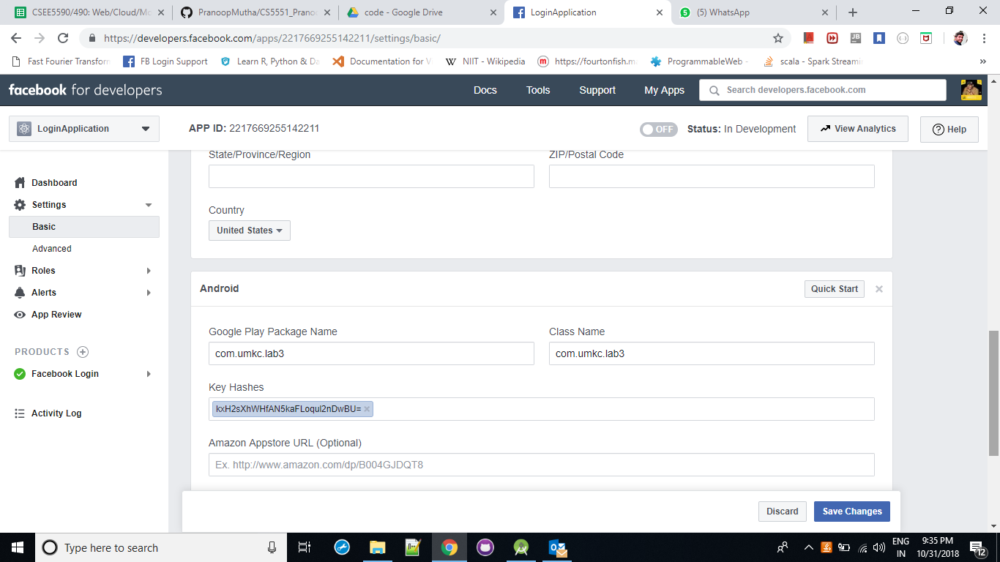 CSEE5590/490: Web/Cloud/Mo
PranoopMutha/CS5551_Prano
code - Google Drive
LoginApplication
5 (5) WhatsApp
https://developers.facebook.com/apps/2217669255142211/settings/basic/
Fast Fourier Transform
FB Login Support
Learn R, Python & Da
Documentation for V
W NIIT - Wikipedia
m https://fourtonfish.m
ProgrammableWeb -
scala - Spark Streami
»
facebook for developers
Docs
Tools
Support
My Apps
Search developers.facebook.com
LoginApplication
APP ID: 2217669255142211
OFF
Status: In Development
View Analytics
Help
State/Province/Region
ZIP/Postal Code
Dashboard
Settings
Basic
Advanced
Roles
Alerts
App Review
PRODUCTS
Facebook Login
Activity Log
Country
United States
Android
Quick Start
Google Play Package Name
Class Name
com.umkc.lab3
com.umkc.lab3
Key Hashes
kxH2sXhWHfAN5kaFLoqul2nDwBU=
Amazon Appstore URL (Optional)
Ex. http://www.amazon.com/dp/B004GJDQT8
Discard
Save Changes
Type here to search
ENG
IN
9:35 PM
10/31/2018
12